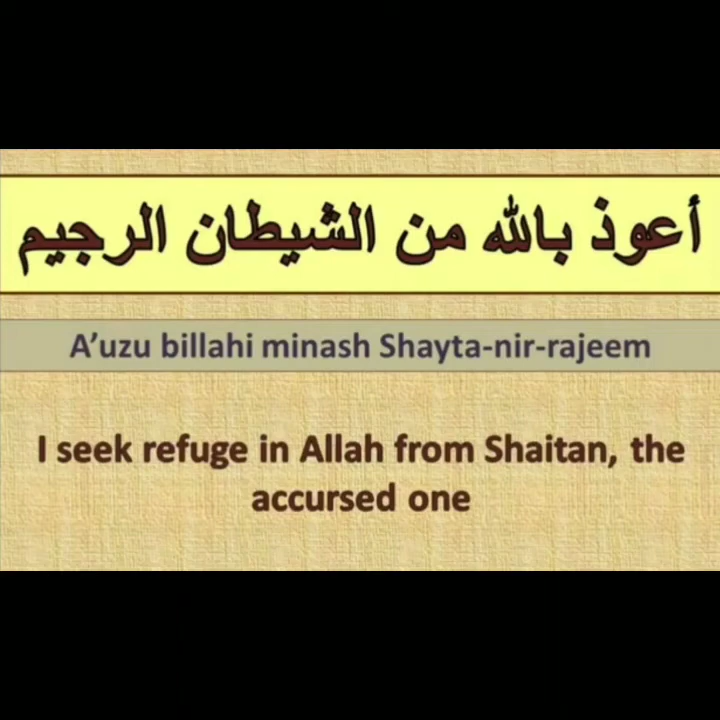 أعوذ بالله من الشيطان الرجيم
A’uzu billahi minash Shayta-nir-rajeem
I seek refuge in Allah from Shaitan, the
accursed one